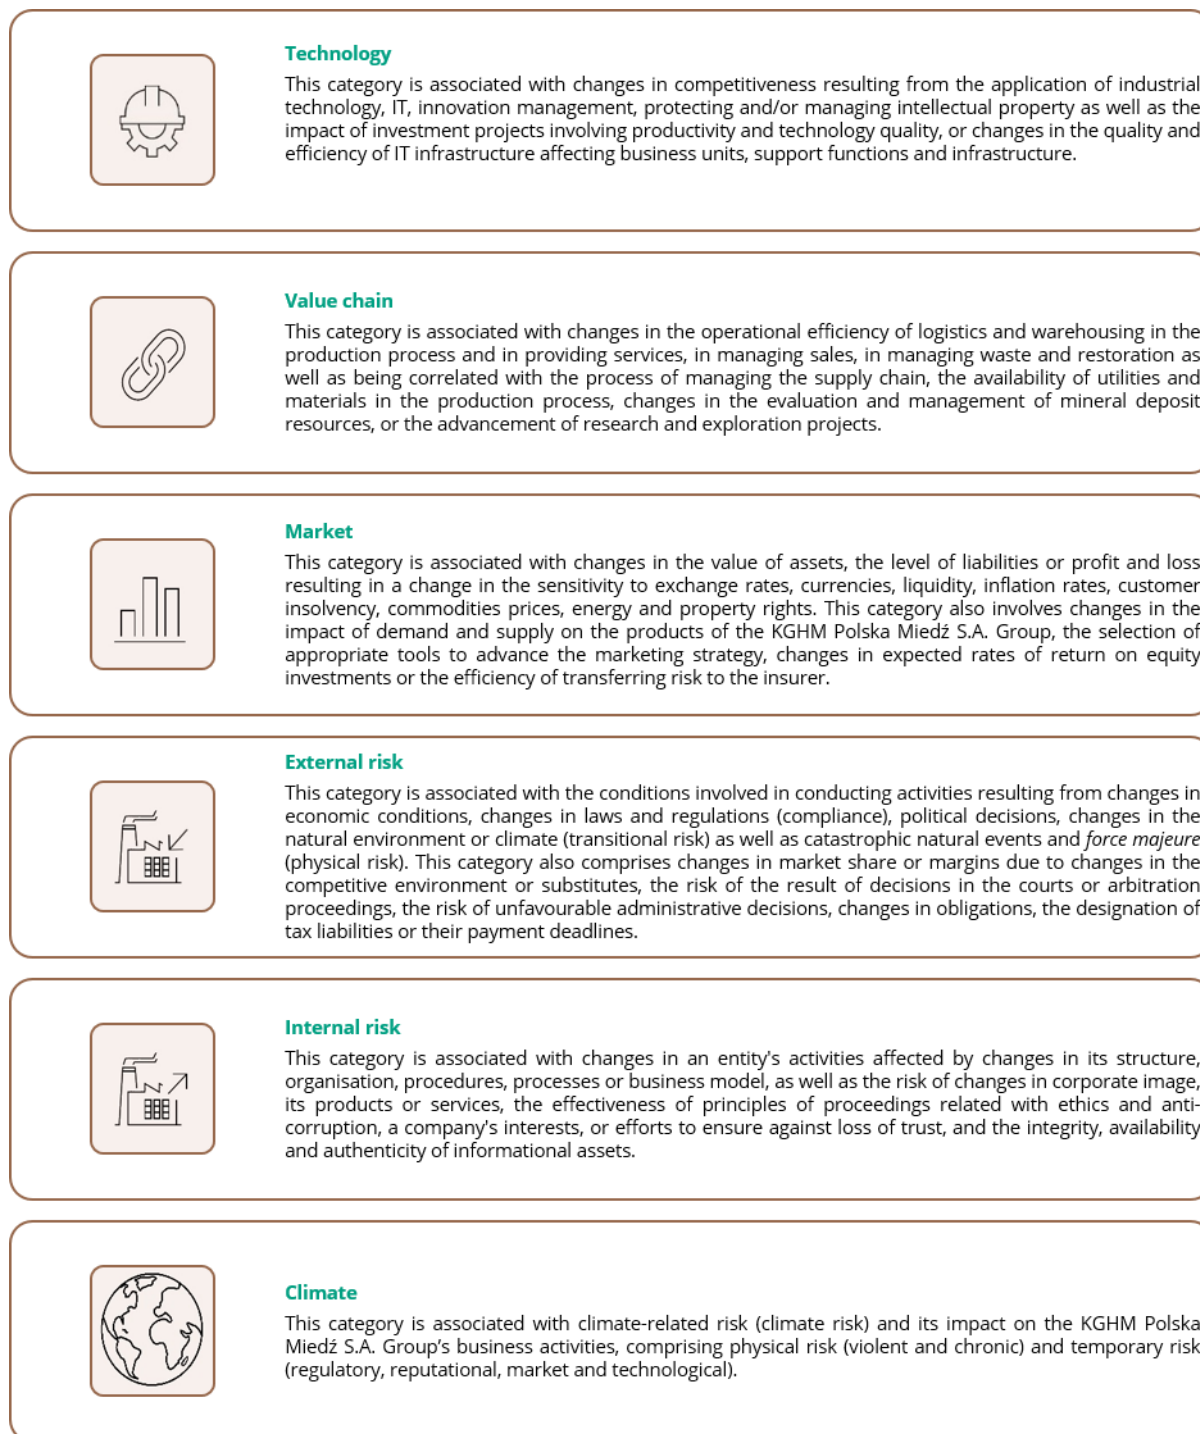 Technology
This category is associated with changes in competitiveness resulting from the application of industrial
technology, IT, innovation management, protecting and/or managing intellectual property as well as the
impact of investment projects involving productivity and technology quality, or changes in the quality and
efficiency of IT infrastructure affecting business units, support functions and infrastructure.
Value chain
This category is associated with changes in the operational efficiency of logistics and warehousing in the
production process and in providing services, in managing sales, in managing waste and restoration as
well as being correlated with the process of managing the supply chain, the availability of utilities and
materials in the production process, changes in the evaluation and management of mineral deposit
resources, or the advancement of research and exploration projects.
Market
This category is associated with changes in the value of assets, the level of liabilities or profit and loss
resulting in a change in the sensitivity to exchange rates, currencies, liquidity, inflation rates, customer
insolvency, commodities prices, energy and property rights. This category also involves changes in the
impact of demand and supply on the products of the KGHM Polska Miedź S.A. Group, the selection of
appropriate tools to advance the marketing strategy, changes in expected rates of return on equity
investments or the efficiency of transferring risk to the insurer.
External risk
This category is associated with the conditions involved in conducting activities resulting from changes in
economic conditions, changes in laws and regulations (compliance), political decisions, changes in the
natural environment or climate (transitional risk) as well as catastrophic natural events and force majeure
(physical risk). This category also comprises changes in market share or margins due to changes in the
competitive environment or substitutes, the risk of the result of decisions in the courts or arbitration
proceedings, the risk of unfavourable administrative decisions, changes in obligations, the designation of
tax liabilities or their payment deadlines.
Internal risk
This category is associated with changes in an entity's activities affected by changes in its structure,
organisation, procedures, processes or business model, as well as the risk of changes in corporate image,
its products or services, the effectiveness of principles of proceedings related with ethics and anti-
corruption, a company's interests, or efforts to ensure against loss of trust, and the integrity, availability
and authenticity of informational assets.
Climate
This category is associated with climate-related risk (climate risk) and its impact on the KGHM Polska
Miedź S.A. Group’s business activities, comprising physical risk (violent and chronic) and temporary risk
(regulatory, reputational, market and technological).